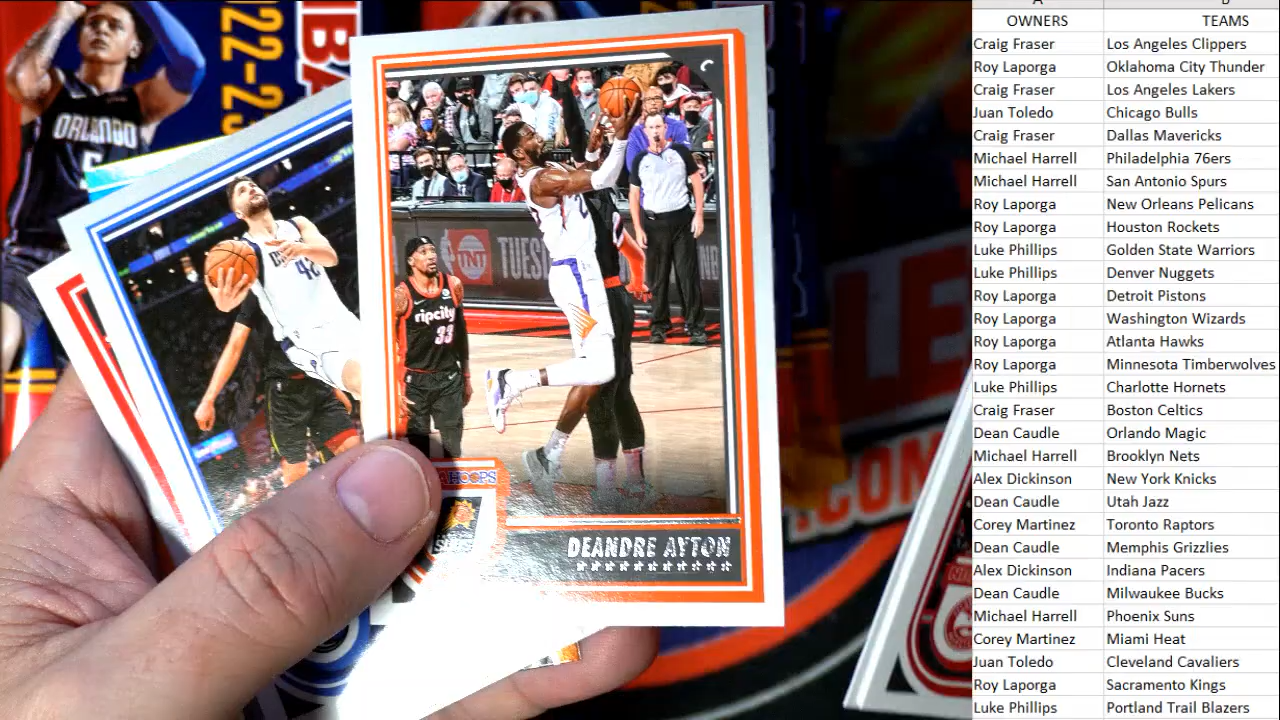 ORLANDO
5
22-23
NBA
TNT
TUESD
ripcity
33
42
HOOPS
DEANDRE AYTON
.COM
OWNERS TEAMS
Craig Fraser Los Angeles Clippers
Roy Laporga Oklahoma City Thunder
Craig Fraser Los Angeles Lakers
Juan Toledo Chicago Bulls
Craig Fraser Dallas Mavericks
Michael Harrell Philadelphia 76ers
Michael Harrell San Antonio Spurs
Roy Laporga New Orleans Pelicans
Roy Laporga Houston Rockets
Luke Phillips Golden State Warriors
Luke Phillips Denver Nuggets
Roy Laporga Detroit Pistons
Roy Laporga Washington Wizards
Roy Laporga Atlanta Hawks
Roy Laporga Minnesota Timberwolves
Luke Phillips Charlotte Hornets
Craig Fraser Boston Celtics
Dean Caudle Orlando Magic
Michael Harrell Brooklyn Nets
Alex Dickinson New York Knicks
Dean Caudle Utah Jazz
Corey Martinez Toronto Raptors
Dean Caudle Memphis Grizzlies
Alex Dickinson Indiana Pacers
Dean Caudle Milwaukee Bucks
Michael Harrell Phoenix Suns
Corey Martinez Miami Heat
Juan Toledo Cleveland Cavaliers
Roy Laporga Sacramento Kings
Luke Phillips Portland Trail Blazers